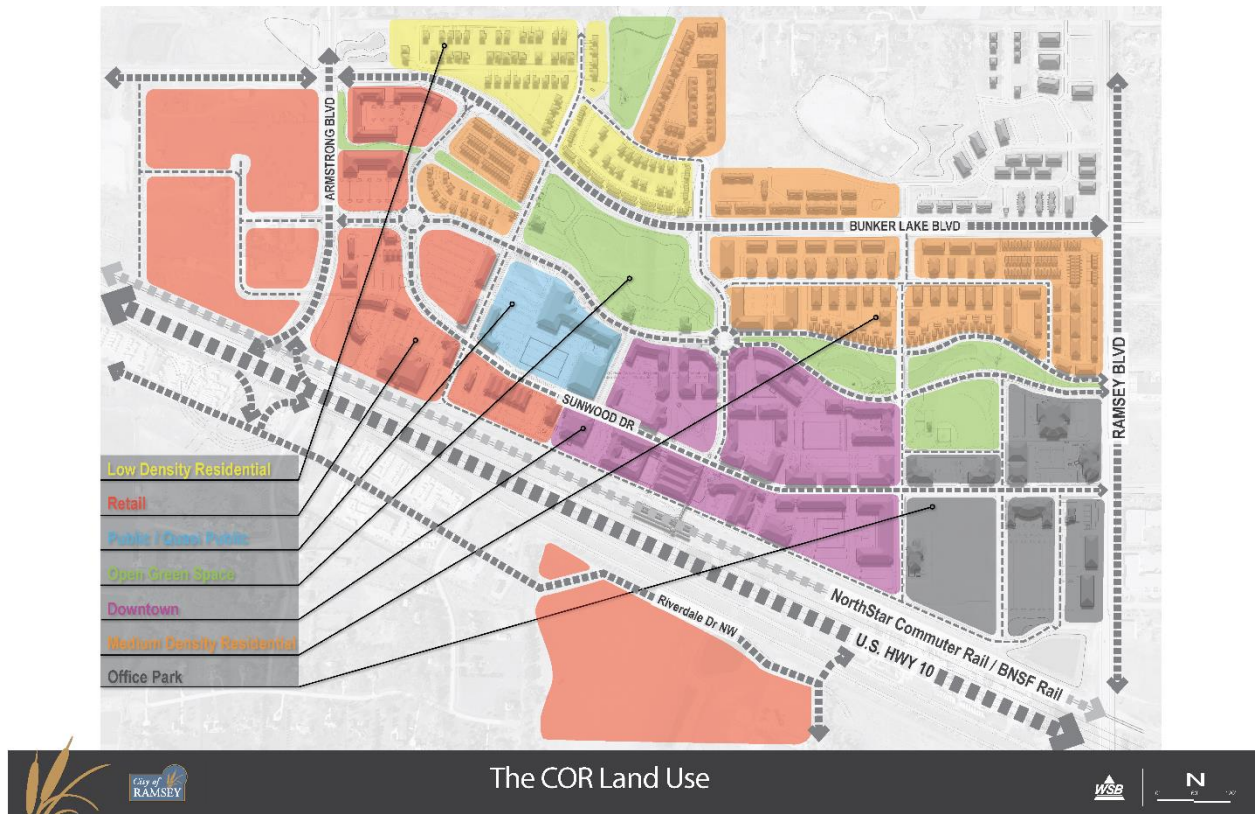 ARMSTRONG BLVD
BUNKER LAKE BLVD
RAMSEY BLVD
SUNWOOD DR
Low Density Residential
Retail
Public / Quasi Public
Open Green Space
Downtown
Medium Density Residential
Office Park
Riverdale Dr NW
NorthStar Commuter Rail / BNSF Rail
U.S. HWY 10
City of
RAMSEY
The COR Land Use
WSB
N